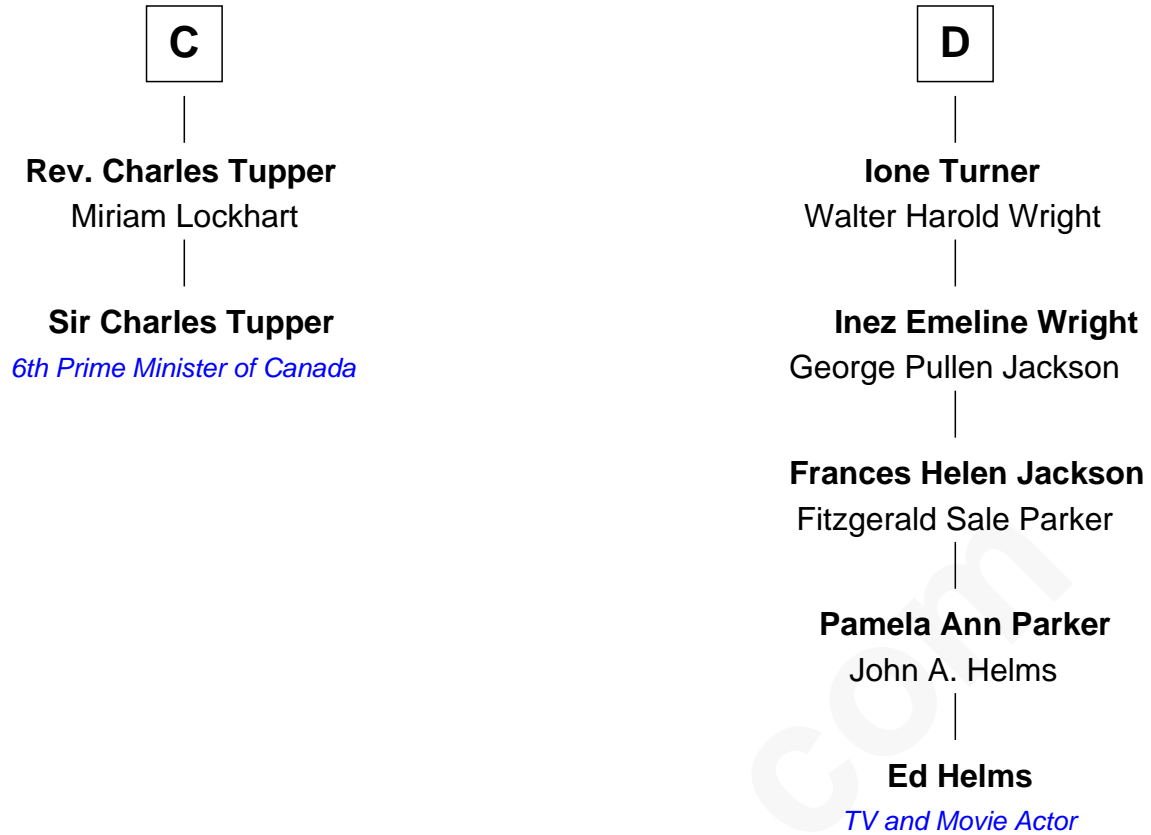 C
Rev. Charles Tupper
Miriam Lockhart
Sir Charles Tupper
6th Prime Minister of Canada
D
Ione Turner
Walter Harold Wright
Inez Emeline Wright
George Pullen Jackson
Frances Helen Jackson
Fitzgerald Sale Parker
Pamela Ann Parker
John A. Helms
Ed Helms
TV and Movie Actor
com